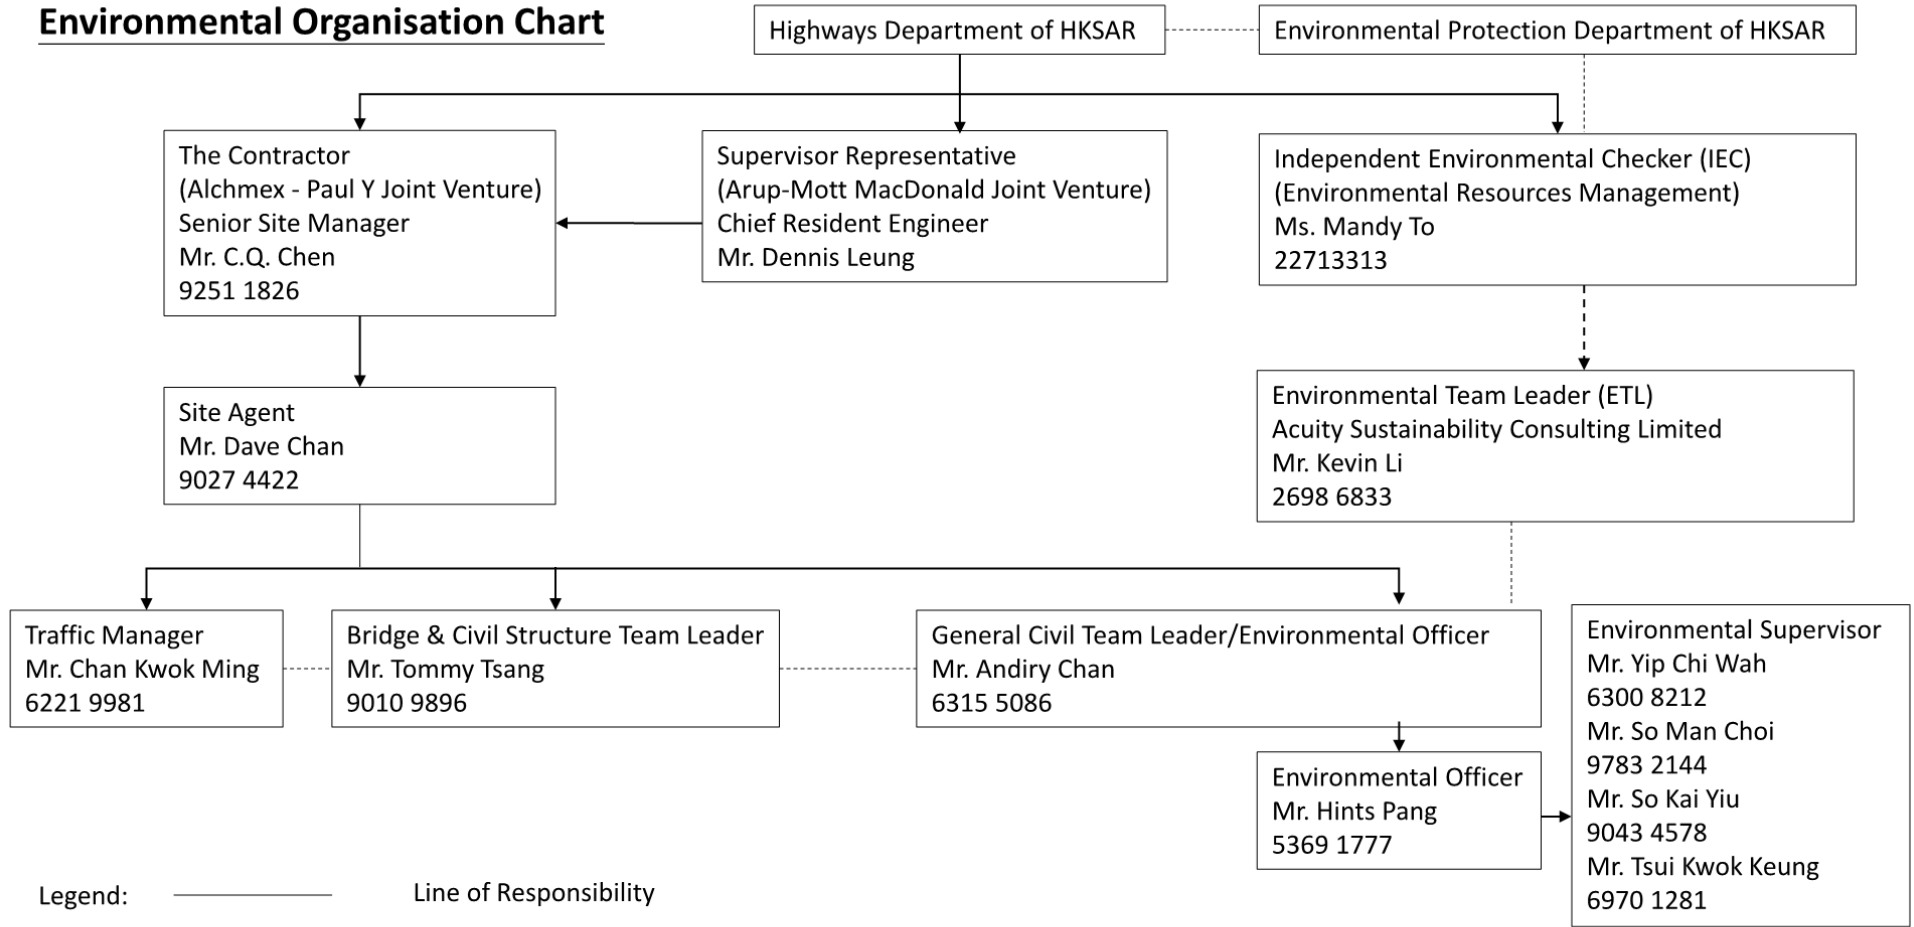 Environmental Organisation Chart
Highways Department of HKSAR
Environmental Protection Department of HKSAR
The Contractor
(Alchmex - Paul Y Joint Venture)
Senior Site Manager
Mr. C.Q. Chen
9251 1826
Supervisor Representative
(Arup-Mott MacDonald Joint Venture)
Chief Resident Engineer
Mr. Dennis Leung
Independent Environmental Checker (IEC)
(Environmental Resources Management)
Ms. Mandy To
22713313
Site Agent
Mr. Dave Chan
9027 4422
Environmental Team Leader (ETL)
Acuity Sustainability Consulting Limited
Mr. Kevin Li
2698 6833
Traffic Manager
Mr. Chan Kwok Ming
6221 9981
Bridge & Civil Structure Team Leader
Mr. Tommy Tsang
9010 9896
General Civil Team Leader/Environmental Officer
Mr. Andiry Chan
6315 5086
Environmental Officer
Mr. Hints Pang
5369 1777
Environmental Supervisor
Mr. Yip Chi Wah
6300 8212
Mr. So Man Choi
9783 2144
Mr. So Kai Yiu
9043 4578
Mr. Tsui Kwok Keung
6970 1281
Legend:
Line of Responsibility